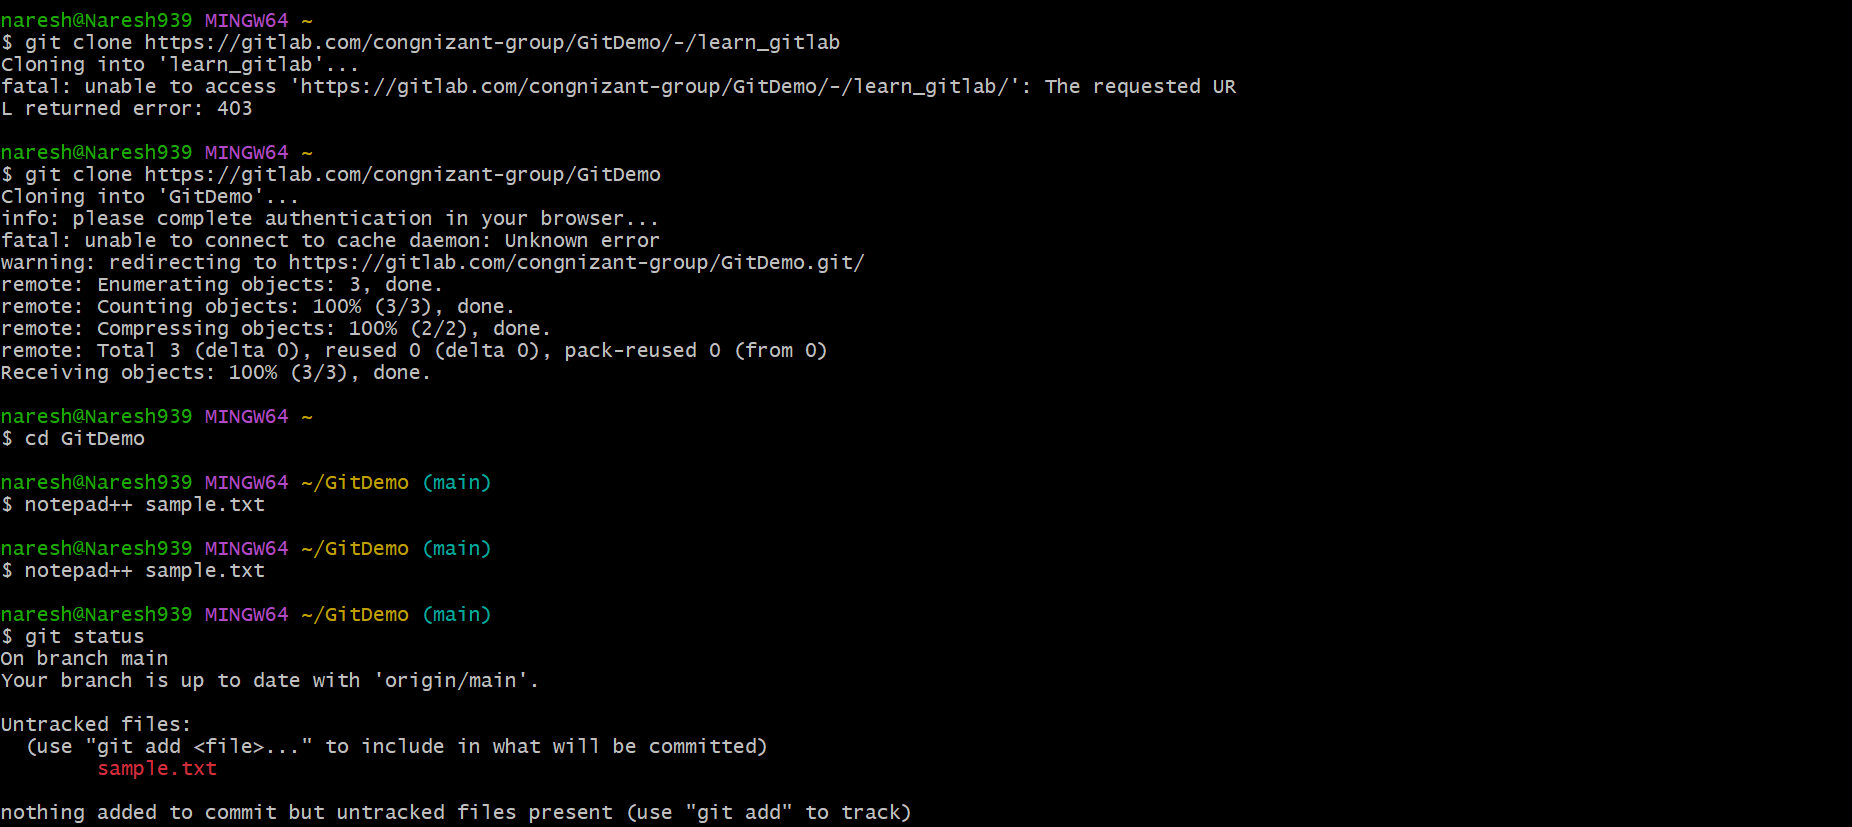 naresh@Naresh939 MINGW64 ~
$ git clone https://gitlab.com/congnizant-group/GitDemo/-/learn_gitlab
Cloning into 'learn_gitlab'...
fatal: unable to access 'https://gitlab.com/congnizant-group/GitDemo/-/learn_gitlab/': The requested UR
L returned error: 403
naresh@Naresh939 MINGW64 ~
$ git clone https://gitlab.com/congnizant-group/GitDemo
Cloning into 'GitDemo'...
info: please complete authentication in your browser...
fatal: unable to connect to cache daemon: Unknown error
warning: redirecting to https://gitlab.com/congnizant-group/GitDemo.git/
remote: Enumerating objects: 3, done.
remote: Counting objects: 100% (3/3), done.
remote: Compressing objects: 100% (2/2), done.
remote: Total 3 (delta 0), reused 0 (delta 0), pack-reused 0 (from 0)
Receiving objects: 100% (3/3), done.
naresh@Naresh939 MINGW64 ~
$ cd GitDemo
naresh@Naresh939 MINGW64 ~/GitDemo (main)
$ notepad++ sample.txt
naresh@Naresh939 MINGW64 ~/GitDemo (main)
$ notepad++ sample.txt
naresh@Naresh939 MINGW64 ~/GitDemo (main)
$ git status
On branch main
Your branch is up to date with 'origin/main'.
Untracked files:
  (use "git add <file>..." to include in what will be committed)
        sample.txt
nothing added to commit but untracked files present (use "git add" to track)